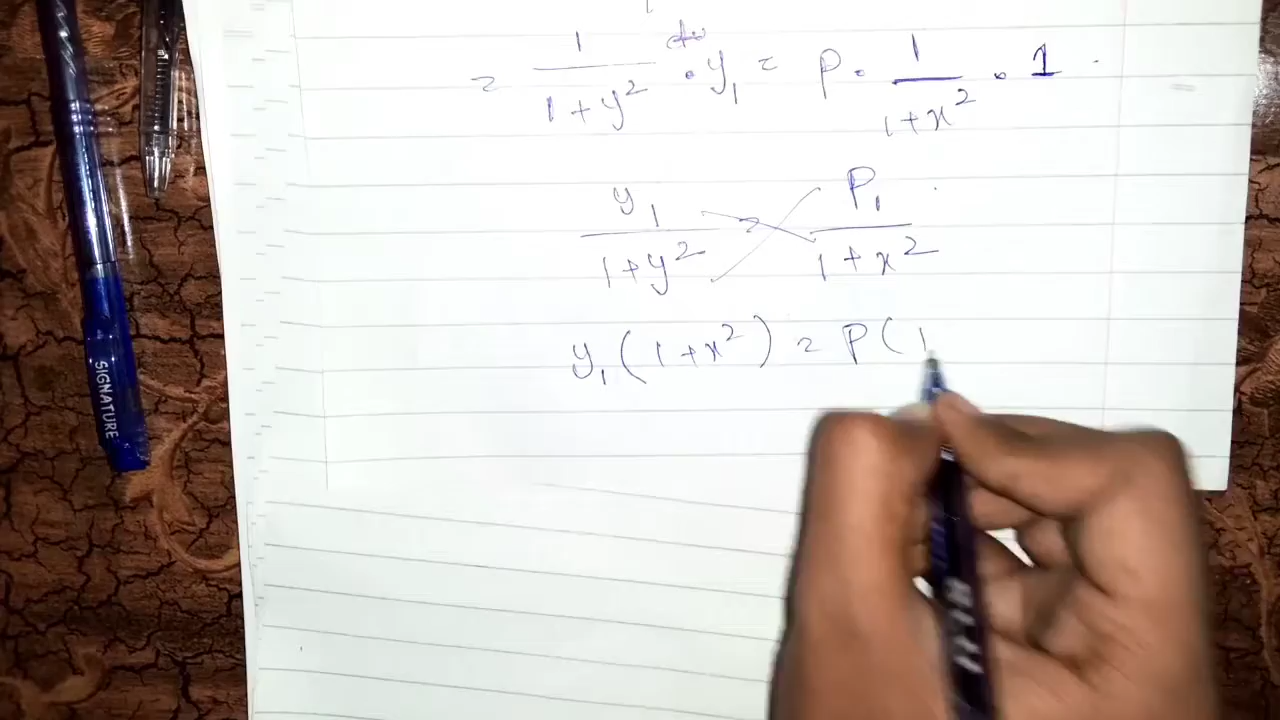 = 1/(1+y²) · y₁ = p · 1/(1+x²) · 1 .
y₁/(1+y²) = P₁/(1+x²)
y₁ (1+x²) = P (1
SIGNATURE